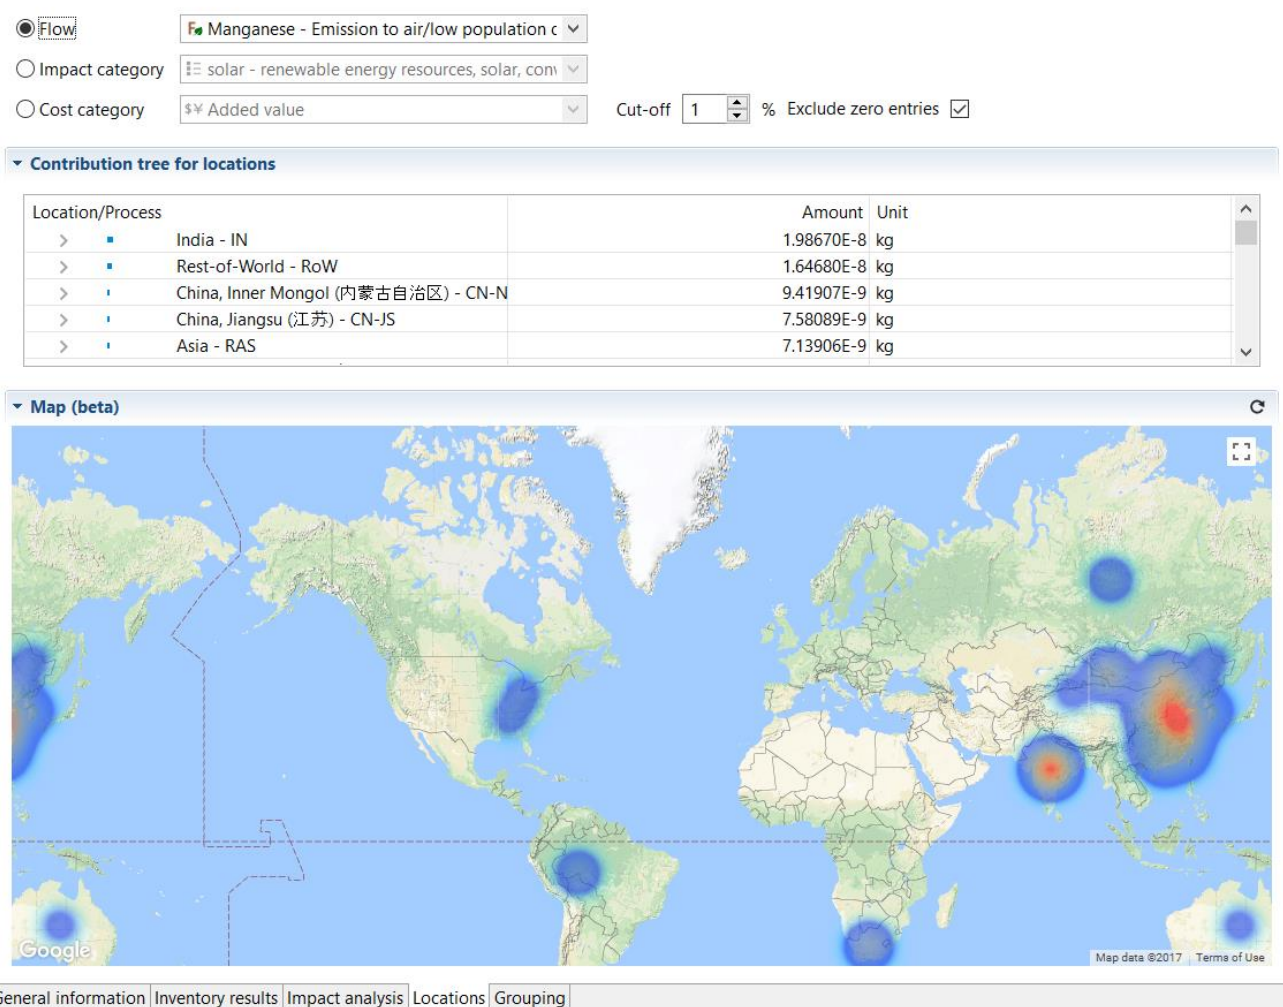 Flow
Manganese - Emission to air/low population
Impact category
solar - renewable energy resources, solar, con
Cost category
$¥ Added value
Cut-off 1 % Exclude zero entries
Contribution tree for locations
Location/Process Amount Unit
India - IN 1.98670E-8 kg
Rest-of-World - RoW 1.64680E-8 kg
China, Inner Mongol (内蒙古自治区) - CN-N 9.41907E-9 kg
China, Jiangsu (江苏) - CN-JS 7.58089E-9 kg
Asia - RAS 7.13906E-9 kg
Map (beta)
Google
Map data ©2017 Terms of Use
General information Inventory results Impact analysis Locations Grouping